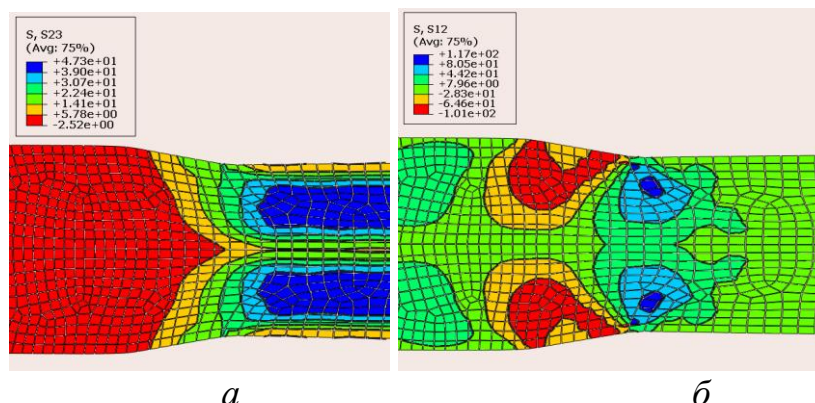 S, S23
(Avg: 75%)
+4.73e+01
+3.90e+01
+3.07e+01
+2.24e+01
+1.41e+01
+5.78e+00
-2.52e+00
S, S12
(Avg: 75%)
+1.17e+02
+8.05e+01
+4.42e+01
+7.96e+00
-2.83e+01
-6.46e+01
-1.01e+02
а
б